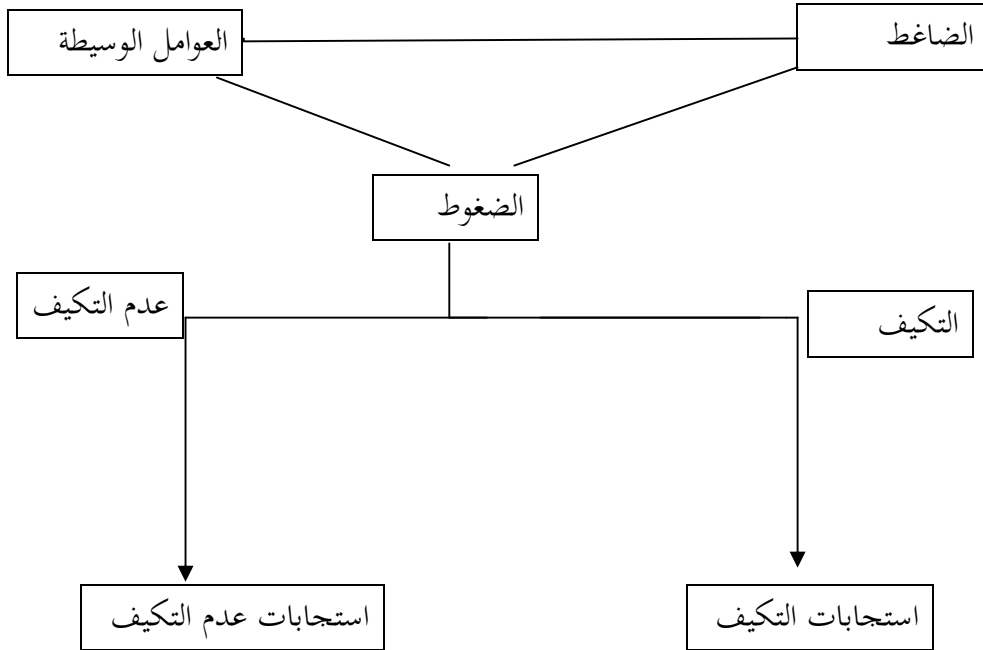 الضاغط
العوامل الوسيطة
الضغوط
التكيف
عدم التكيف
استجابات التكيف
استجابات عدم التكيف